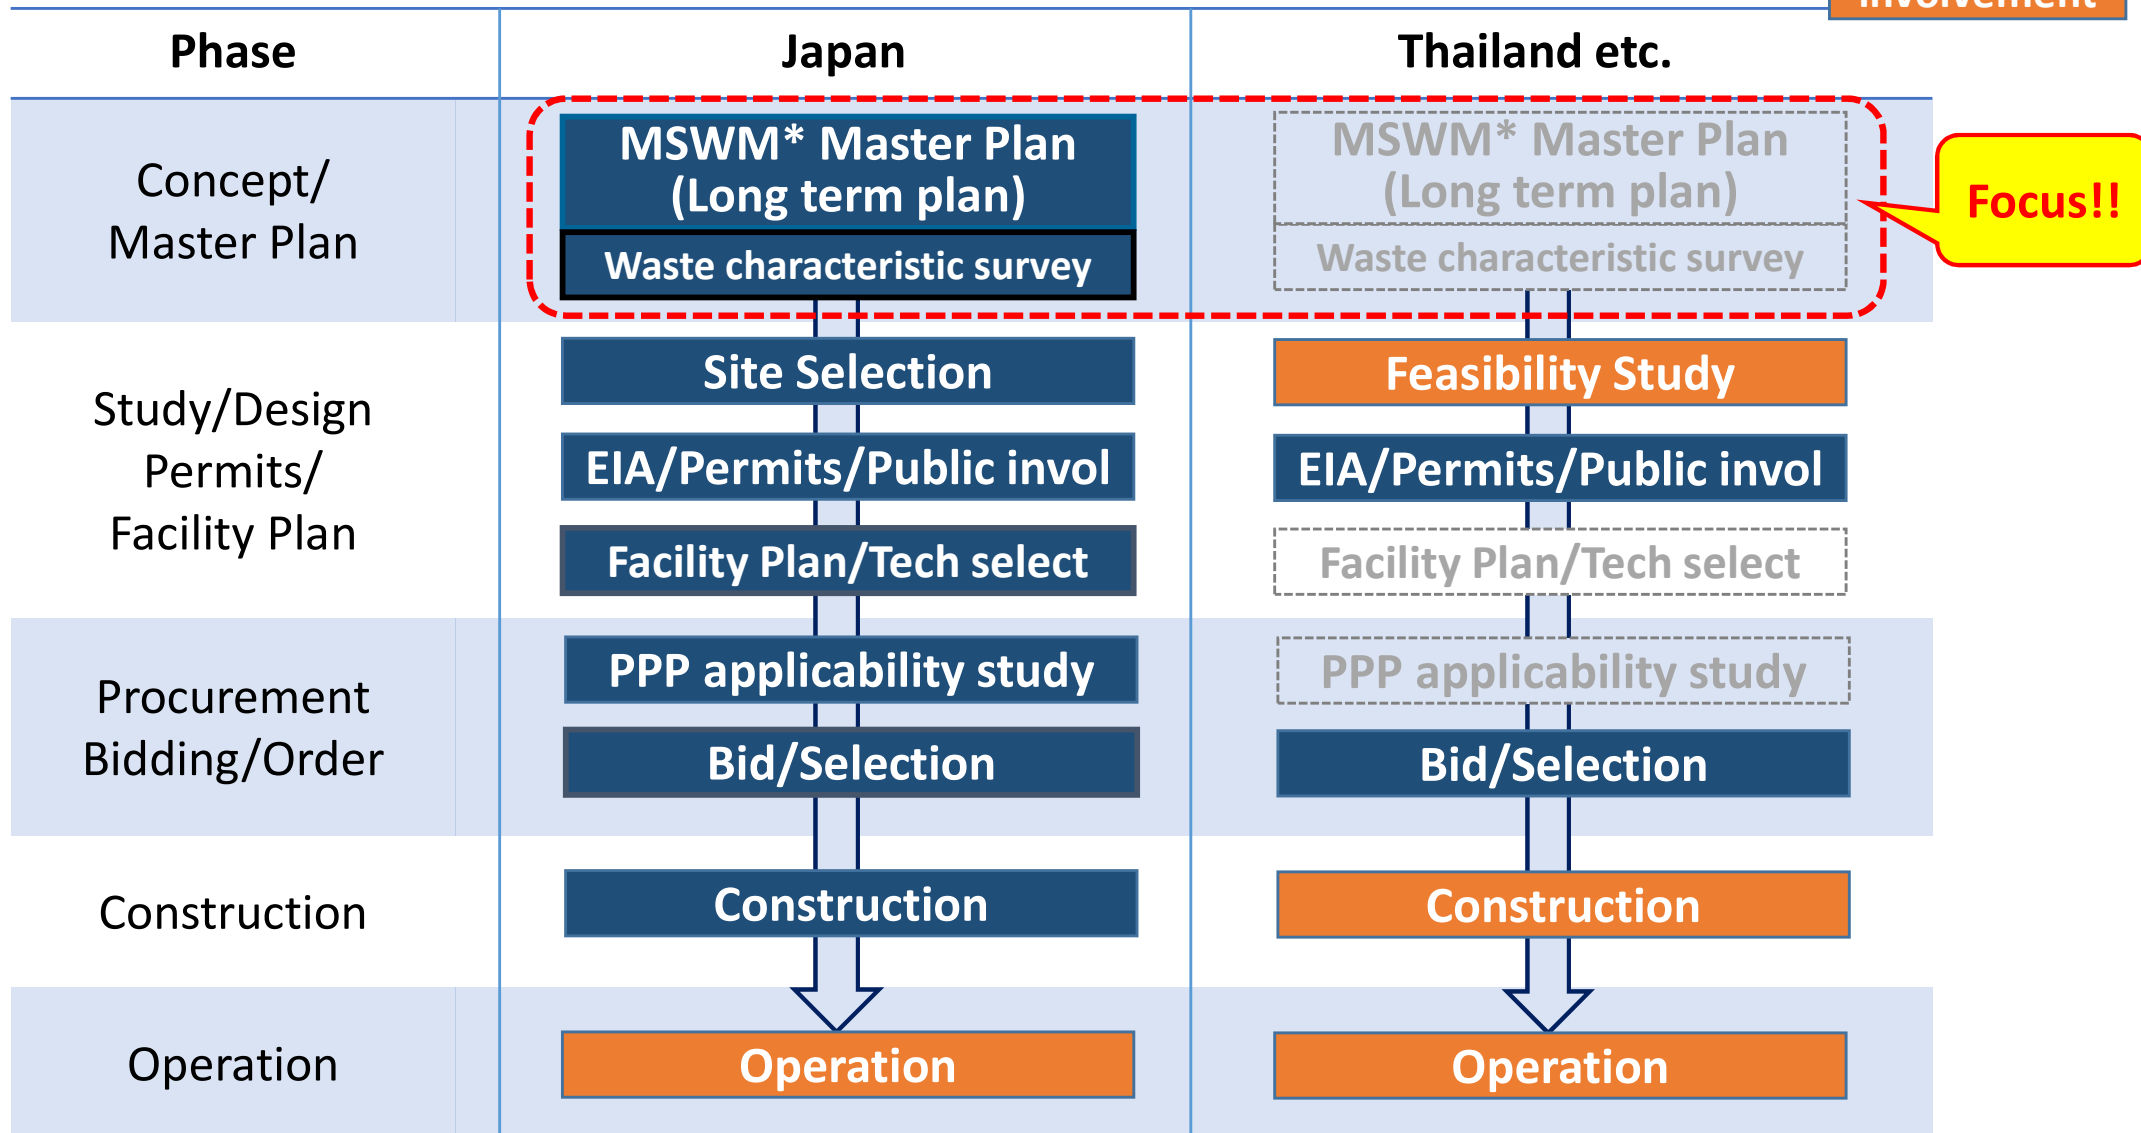 involvement
Phase
Japan
Thailand etc.
Concept/
Master Plan
MSWM* Master Plan
(Long term plan)
Waste characteristic survey
MSWM* Master Plan
(Long term plan)
Waste characteristic survey
Focus!!
Study/Design
Permits/
Facility Plan
Site Selection
EIA/Permits/Public invol
Facility Plan/Tech select
Feasibility Study
EIA/Permits/Public invol
Facility Plan/Tech select
Procurement
Bidding/Order
PPP applicability study
Bid/Selection
PPP applicability study
Bid/Selection
Construction
Construction
Construction
Operation
Operation
Operation